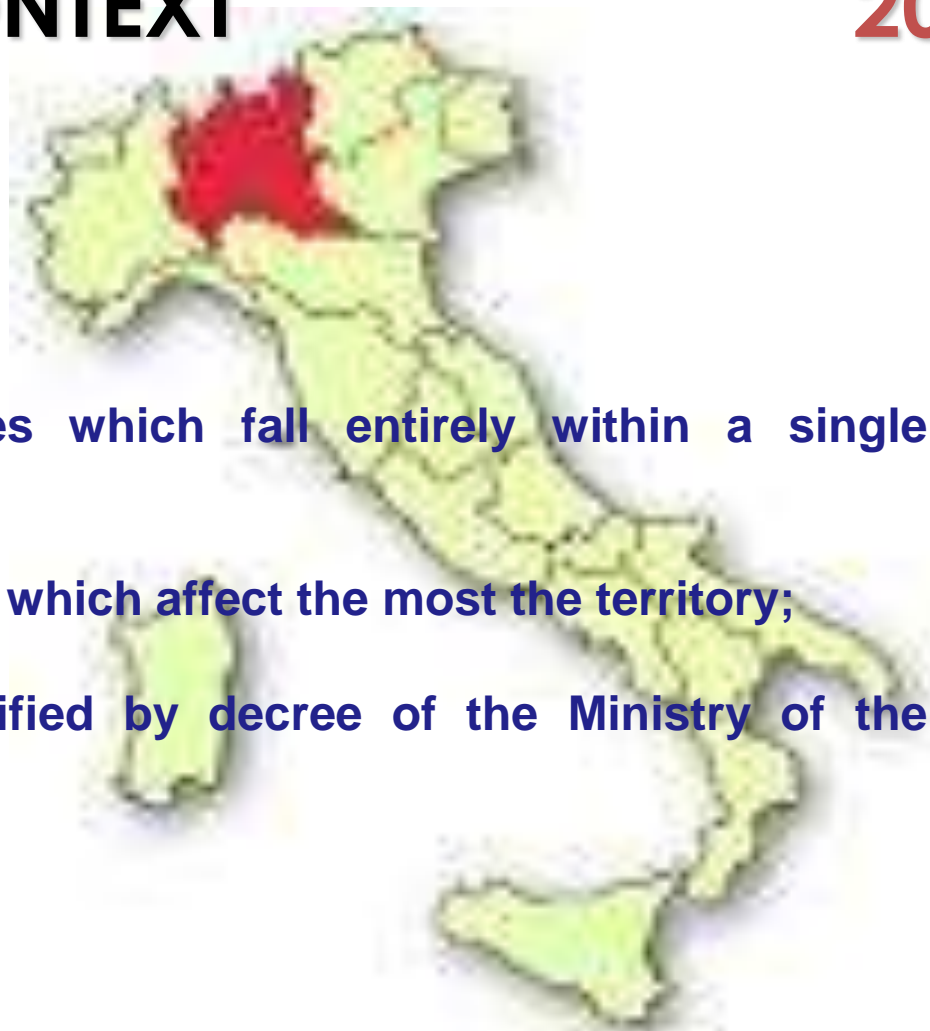 NTEXT 20
es which fall entirely within a single
which affect the most the territory;
ified by decree of the Ministry of the